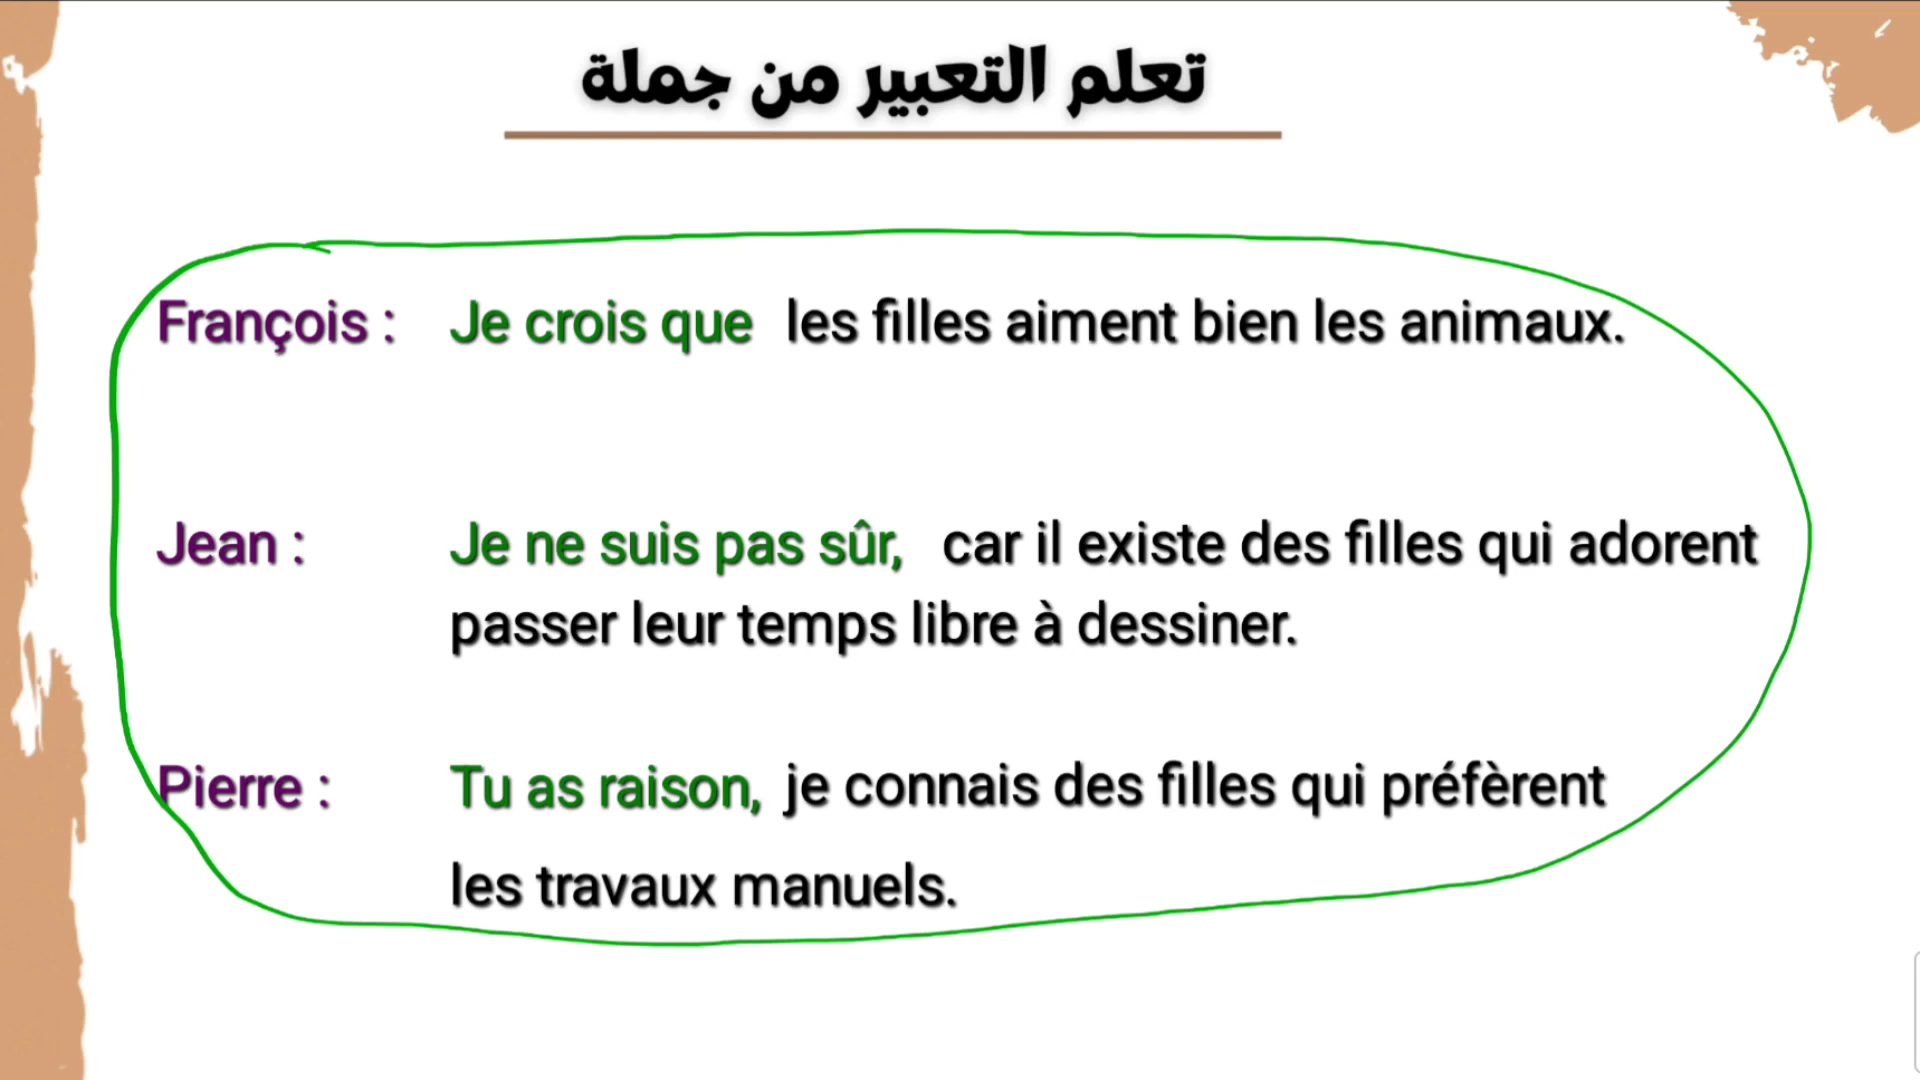 تعلم التعبير من جملة
François : Je crois que les filles aiment bien les animaux.
Jean : Je ne suis pas sûr, car il existe des filles qui adorent
passer leur temps libre à dessiner.
Pierre : Tu as raison, je connais des filles qui préfèrent
les travaux manuels.